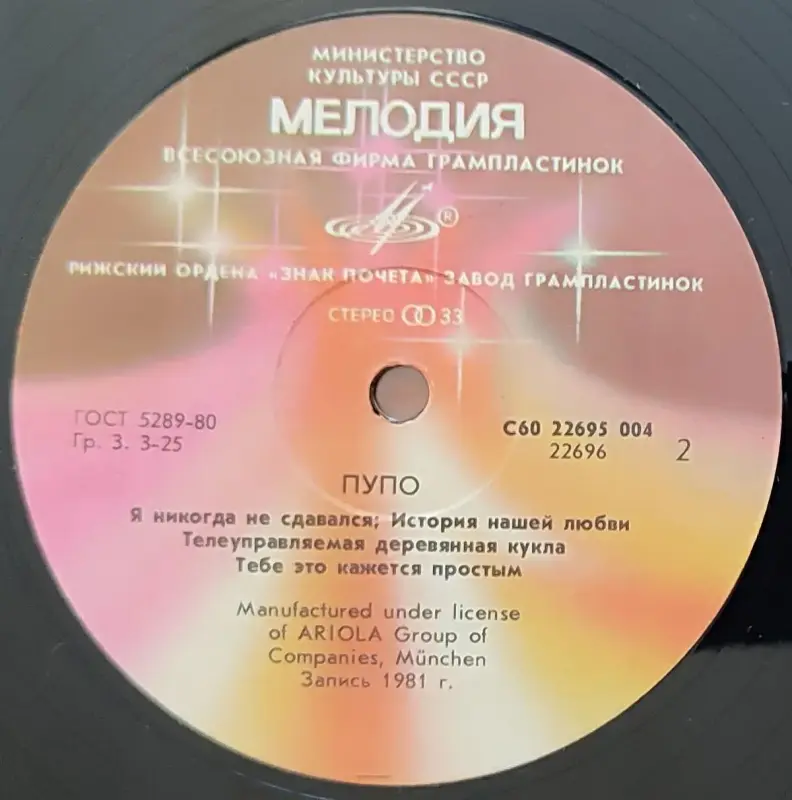 МИНИСТЕРСТВО
КУЛЬТУРЫ СССР
МЕЛОДИЯ
ВСЕСОЮЗНАЯ ФИРМА ГРАМПЛАСТИНОК
®
РИЖСКИЙ ОРДЕНА «ЗНАК ПОЧЕТА» ЗАВОД ГРАМПЛАСТИНОК
СТЕРЕО 33
ГОСТ 5289-80
Гр. 3. 3-25
С60 22695 004
22696 2
ПУПО
Я никогда не сдавался; История нашей любви
Телеуправляемая деревянная кукла
Тебе это кажется простым
Manufactured under license
of ARIOLA Group of
Companies, München
Запись 1981 г.